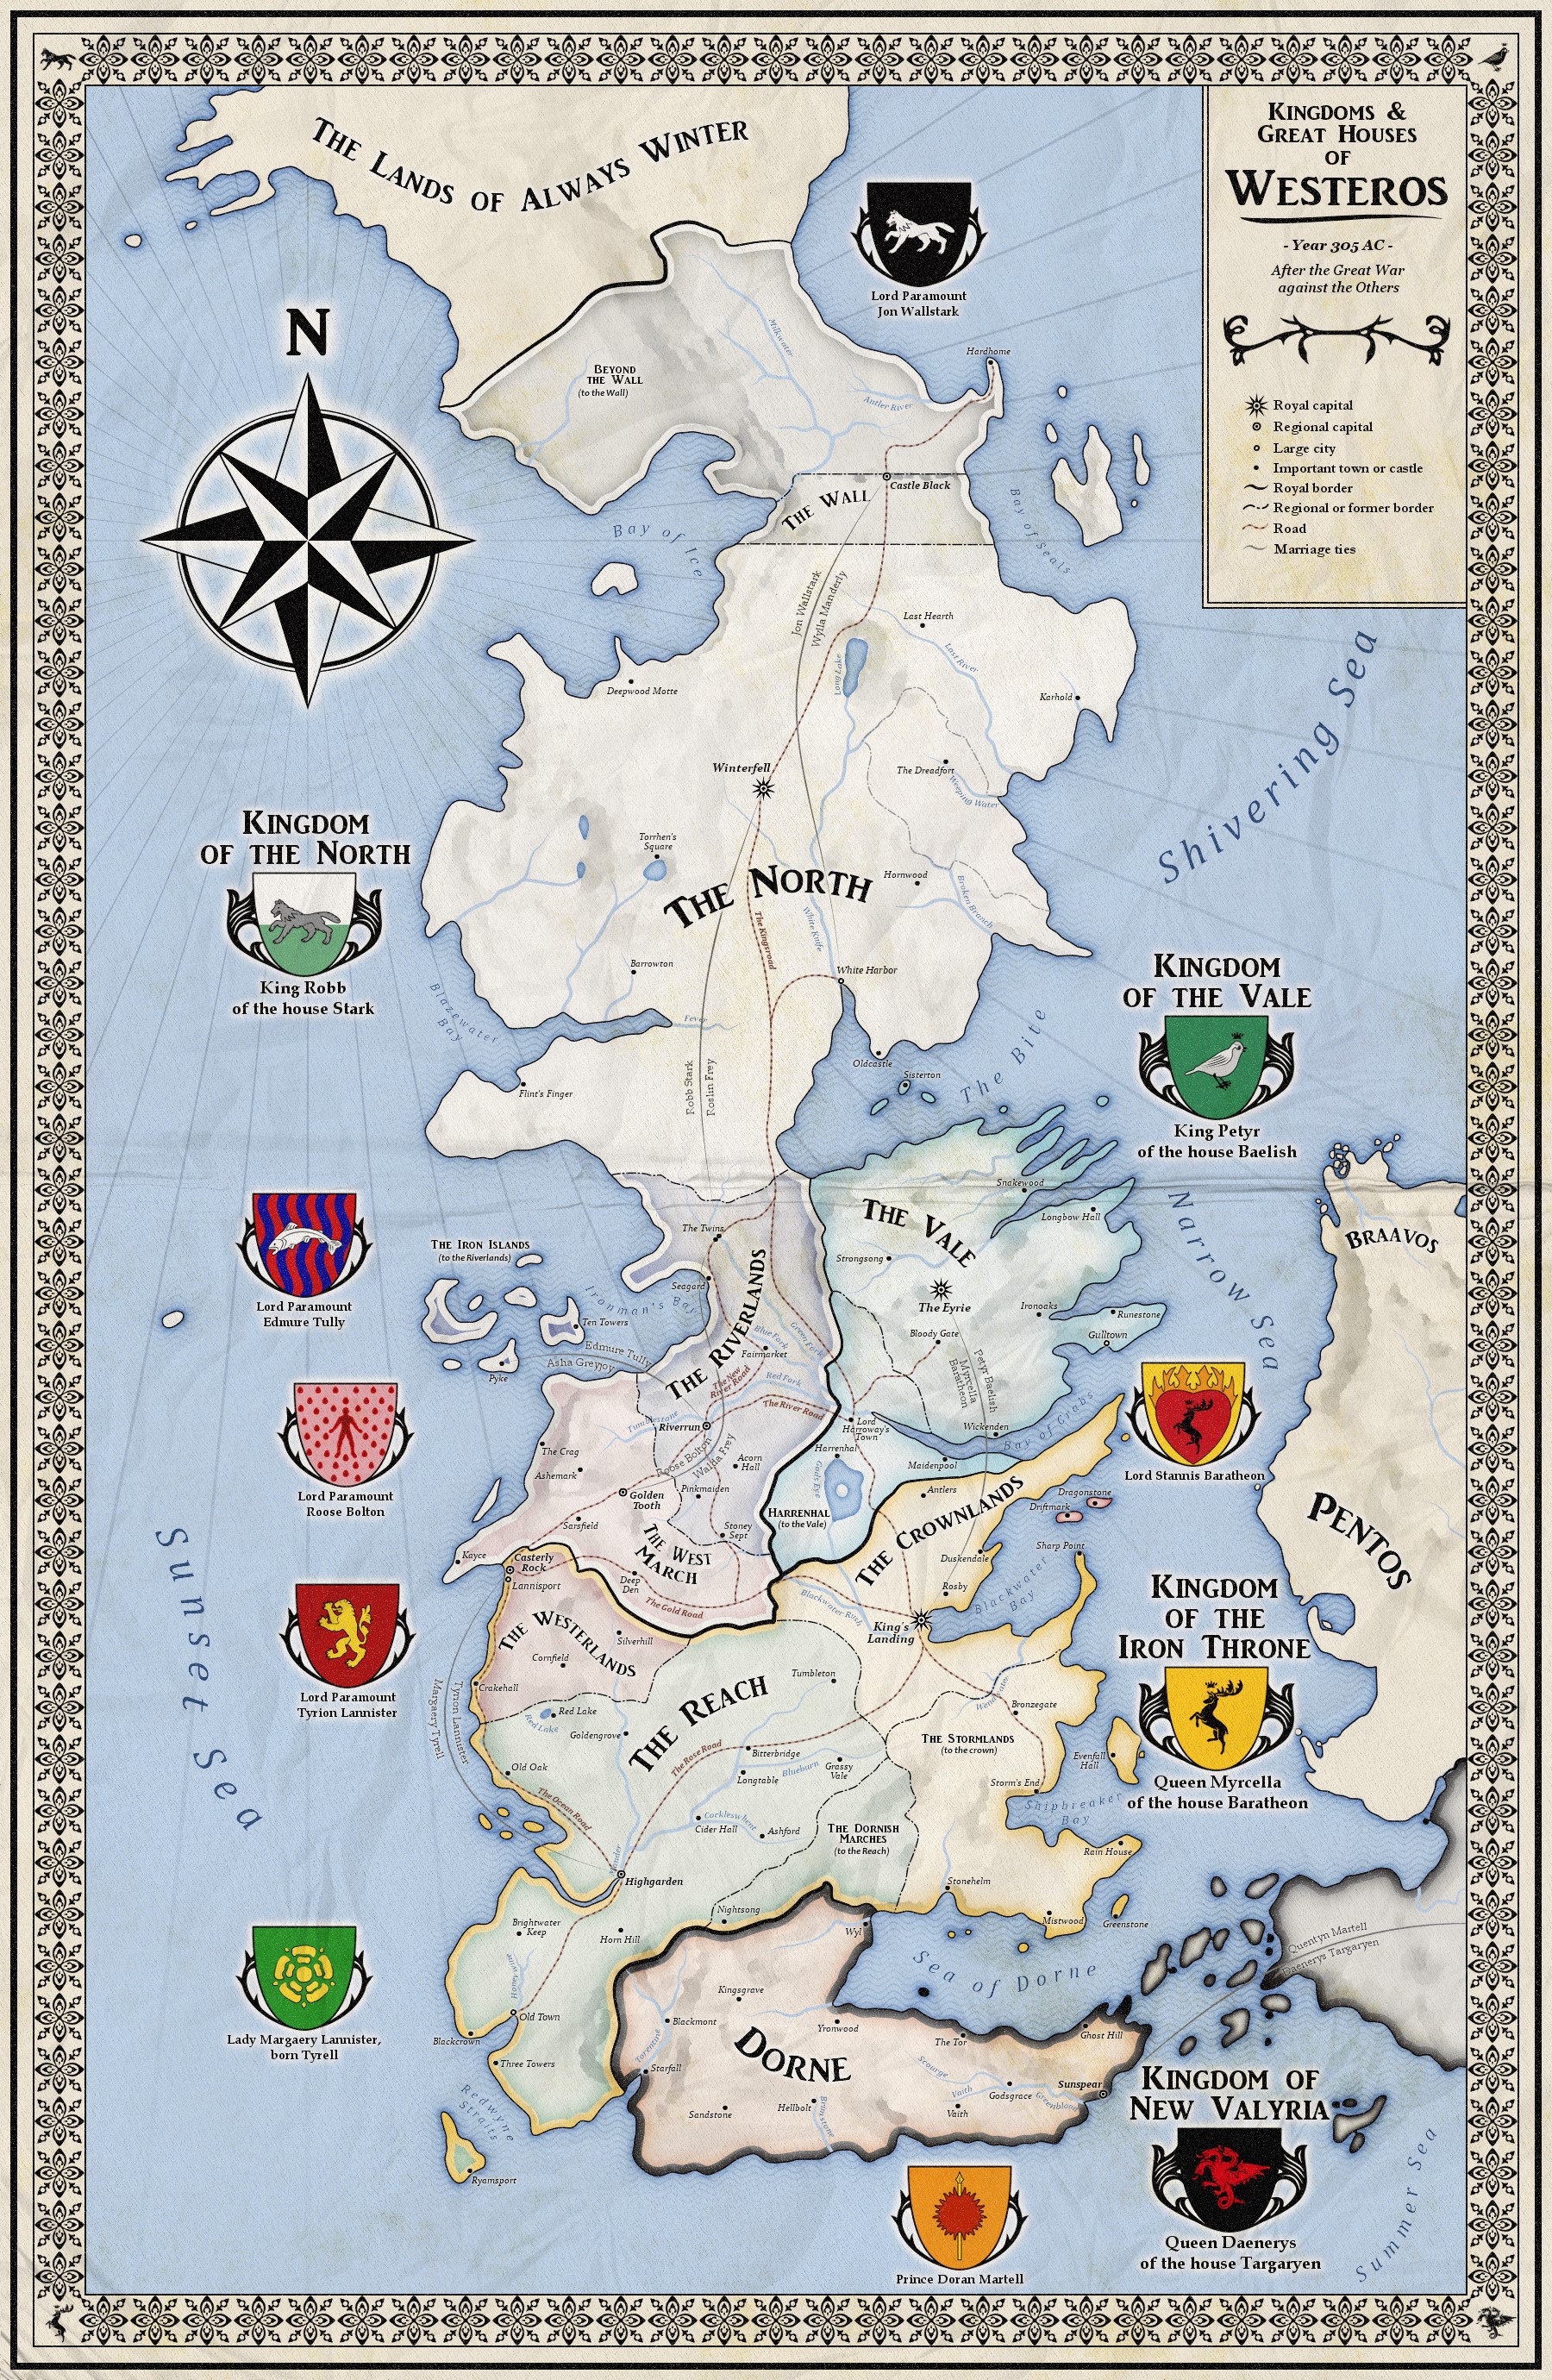 THE LANDS OF ALWAYS WINTER
KINGDOMS &
GREAT HOUSES
OF
WESTEROS
- Year 305 AC -
After the Great War
against the Others
Royal capital
Regional capital
Large city
Important town or castle
Royal border
Regional or former border
Road
Marriage ties
Lord Paramount
Jon Wallstark
N
Milkwater
Hardhome
BEYOND
THE WALL
(to the Wall)
Antler River
Castle Black
THE WALL
Bay of Ice
Bay of Seals
Jon Wallstark
Wylla Manderly
Last Hearth
Long Lake
Last River
Deepwood Motte
Karhold
Shivering Sea
Winterfell
The Dreadfort
Weeping Water
KINGDOM
OF THE NORTH
King Robb
of the house Stark
Torrhen's
Square
THE NORTH
Hornwood
Broken Branch
The Kingsroad
White Knife
Barrowton
White Harbor
Blazewater
Bay
Fever
KINGDOM
OF THE VALE
King Petyr
of the house Baelish
Oldcastle
Sisterton
The Bite
Flint's Finger
Robb Stark
Roslin Frey
Lord Paramount
Edmure Tully
THE IRON ISLANDS
(to the Riverlands)
The Twins
THE VALE
Snakewood
Longbow Hall
Narrow Sea
BRAAVOS
Strongsong
Seagard
Ironman's Bay
The Eyrie
Ten Towers
Ironoaks
Runestone
Gulltown
THE RIVERLANDS
Blue Fork
Green Fork
Fairmarket
Bloody Gate
Edmure Tully
Asha Greyjoy
Pyke
Petyr Baelish
Myrcella
Baratheon
The New
River Road
Red Fork
The River Road
Lord Paramount
Roose Bolton
Tumblestone
Riverrun
Lord
Harroway's
Town
Wickenden
Bay of Crabs
Lord Stannis Baratheon
The Crag
Roose Bolton
Walda Frey
Acorn
Hall
Harrenhal
Maidenpool
Ashemark
Gods Eye
Golden
Tooth
Pinkmaiden
Antlers
Dragonstone
Driftmark
PENTOS
HARRENHAL
(to the Vale)
THE CROWNLANDS
Sarsfield
Stoney
Sept
THE WEST
MARCH
Sharp Point
Duskendale
Kayce
Casterly
Rock
Lannisport
Deep
Den
The Gold Road
Rosby
Blackwater
Bay
Blackwater Rush
King's
Landing
KINGDOM
OF THE
IRON THRONE
Queen Myrcella
of the house Baratheon
Lord Paramount
Tyrion Lannister
Sunset Sea
THE WESTERLANDS
Silverhill
Cornfield
Crakehall
Tyrion Lannister
Margaery Tyrell
Tumbleton
Wendwater
Bronzegate
THE REACH
Red Lake
Red Lake
Goldengrove
THE STORMLANDS
(to the crown)
The Rose Road
Bitterbridge
Evenfall
Hall
Old Oak
Longtable
Blueburn
Grassy
Vale
Storm's End
Shipbreaker
Bay
The Ocean Road
Cockleswhent
Cider Hall
Ashford
THE DORNISH
MARCHES
(to the Reach)
Rain House
Mander
Highgarden
Stonehelm
Brightwater
Keep
Horn Hill
Nightsong
Wyl
Mistwood
Greenstone
Quentyn Martell
Daenerys Targaryen
Lady Margaery Lannister,
born Tyrell
Honeywine
Sea of Dorne
Kingsgrave
Old Town
Blackcrown
Blackmont
Yronwood
The Tor
Ghost Hill
Three Towers
Torentine
Starfall
DORNE
Scourge
Vaith
Godsgrace
Sunspear
Greenblood
KINGDOM OF
NEW VALYRIA
Queen Daenerys
of the house Targaryen
Redwyne
Straits
Sandstone
Hellholt
Brimstone
Vaith
Ryamsport
Summer Sea
Prince Doran Martell